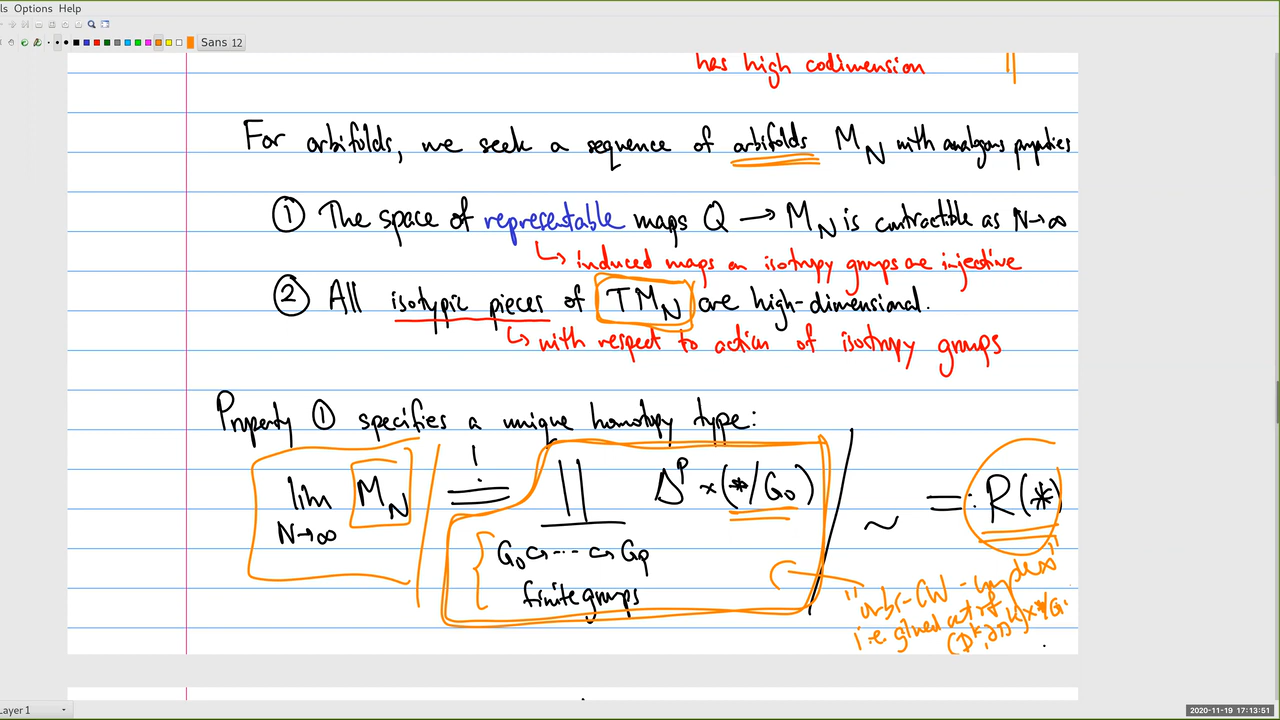 ls Options Help
Sans 12
has high codimension
For orbifolds, we seek a sequence of orbifolds M_N with analogous properties
① The space of representable maps Q → M_N is contractible as N→∞
↳ induced maps on isotropy groups are injective
② All isotypic pieces of TM_N are high-dimensional.
↳ with respect to action of isotropy groups
Property ① specifies a unique homotopy type:
lim M_N =! ∐ Δ^p × (*/G_0) / ~ =: R(*)
N→∞
G_0 ↪ ··· ↪ G_p
finite groups
"orbi-CW-complex"
i.e. glued out of
(D^k, ∂D^k) × */G
Layer 1
2020-11-19 17:13:51